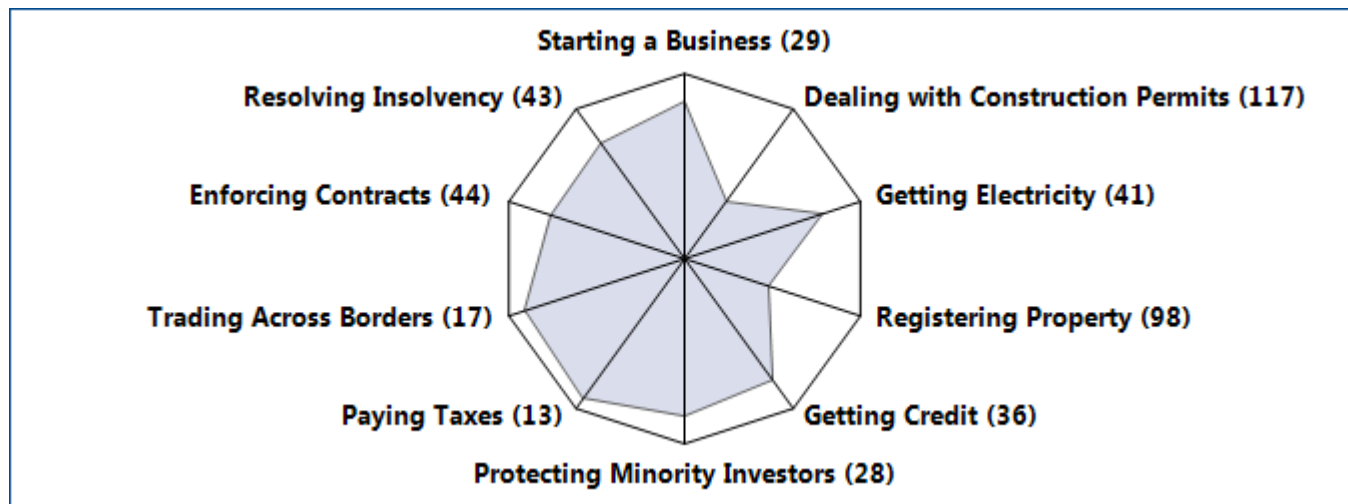 Starting a Business (29)
Resolving Insolvency (43)
Dealing with Construction Permits (117)
Enforcing Contracts (44)
Getting Electricity (41)
Trading Across Borders (17)
Registering Property (98)
Paying Taxes (13)
Getting Credit (36)
Protecting Minority Investors (28)